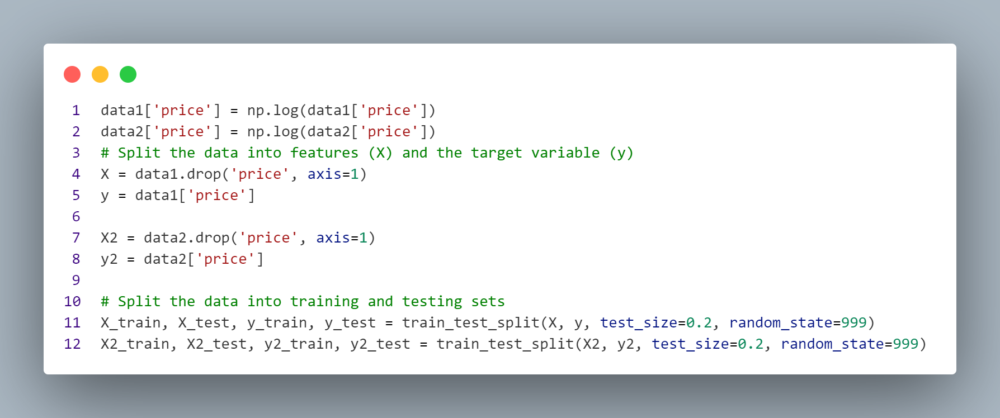 1 data1['price'] = np.log(data1['price'])
2 data2['price'] = np.log(data2['price'])
3 # Split the data into features (X) and the target variable (y)
4 X = data1.drop('price', axis=1)
5 y = data1['price']
6
7 X2 = data2.drop('price', axis=1)
8 y2 = data2['price']
9
10 # Split the data into training and testing sets
11 X_train, X_test, y_train, y_test = train_test_split(X, y, test_size=0.2, random_state=999)
12 X2_train, X2_test, y2_train, y2_test = train_test_split(X2, y2, test_size=0.2, random_state=999)